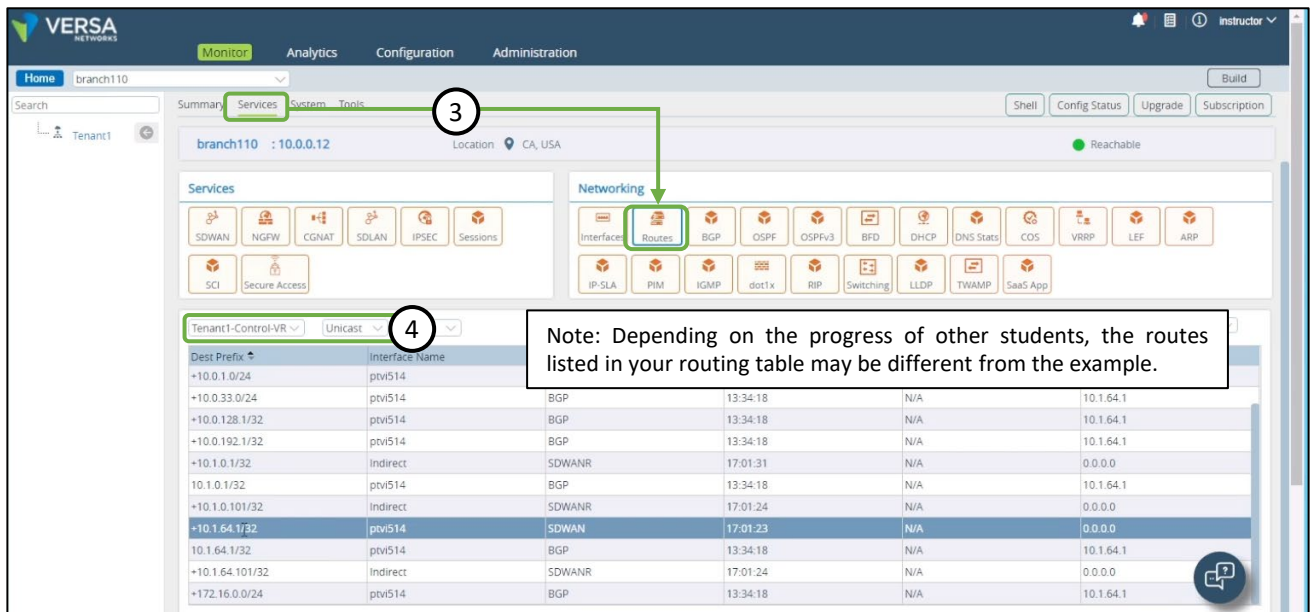 VERSA
NETWORKS
instructor
Monitor Analytics Configuration Administration
Home branch110 Build
Search Summary Services System Tools Shell Config Status Upgrade Subscription
3
Tenant1
branch110 : 10.0.0.12 Location CA, USA Reachable
Services Networking
SDWAN NGFW CGNAT SDLAN IPSEC Sessions Interfaces Routes BGP OSPF OSPFv3 BFD DHCP DNS Stats COS VRRP LEF ARP
SCI Secure Access IP-SLA PIM IGMP dot1x RIP Switching LLDP TWAMP SaaS App
Tenant1-Control-VR Unicast 4
Note: Depending on the progress of other students, the routes
listed in your routing table may be different from the example.
Dest Prefix Interface Name
+10.0.1.0/24 ptvi514
+10.0.33.0/24 ptvi514 BGP 13:34:18 N/A 10.1.64.1
+10.0.128.1/32 ptvi514 BGP 13:34:18 N/A 10.1.64.1
+10.0.192.1/32 ptvi514 BGP 13:34:18 N/A 10.1.64.1
+10.1.0.1/32 Indirect SDWANR 17:01:31 N/A 0.0.0.0
10.1.0.1/32 ptvi514 BGP 13:34:18 N/A 10.1.64.1
+10.1.0.101/32 Indirect SDWANR 17:01:24 N/A 0.0.0.0
+10.1.64.1/32 ptvi514 SDWAN 17:01:23 N/A 0.0.0.0
10.1.64.1/32 ptvi514 BGP 13:34:18 N/A 10.1.64.1
+10.1.64.101/32 Indirect SDWANR 17:01:24 N/A 0.0.0.0
+172.16.0.0/24 ptvi514 BGP 13:34:18 N/A 10.1.64.1